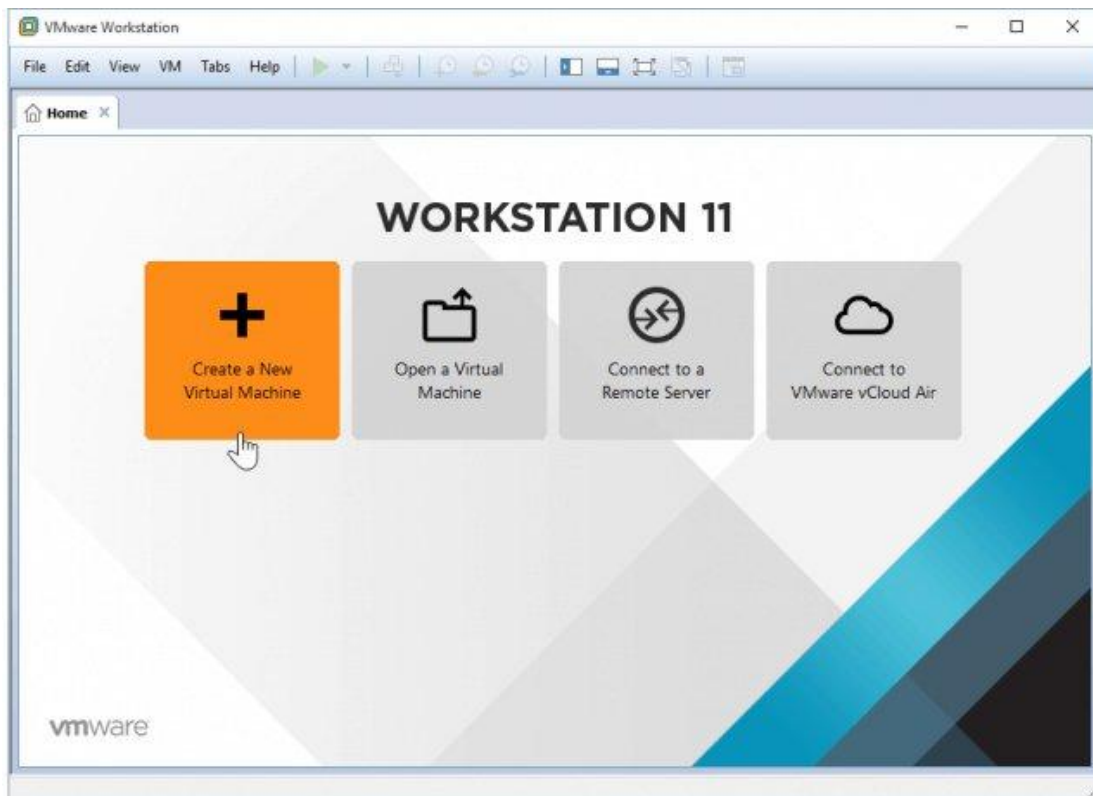 VMware Workstation
File Edit View VM Tabs Help
Home
WORKSTATION 11
Create a New
Virtual Machine
Open a Virtual
Machine
Connect to a
Remote Server
Connect to
VMware vCloud Air
vmware